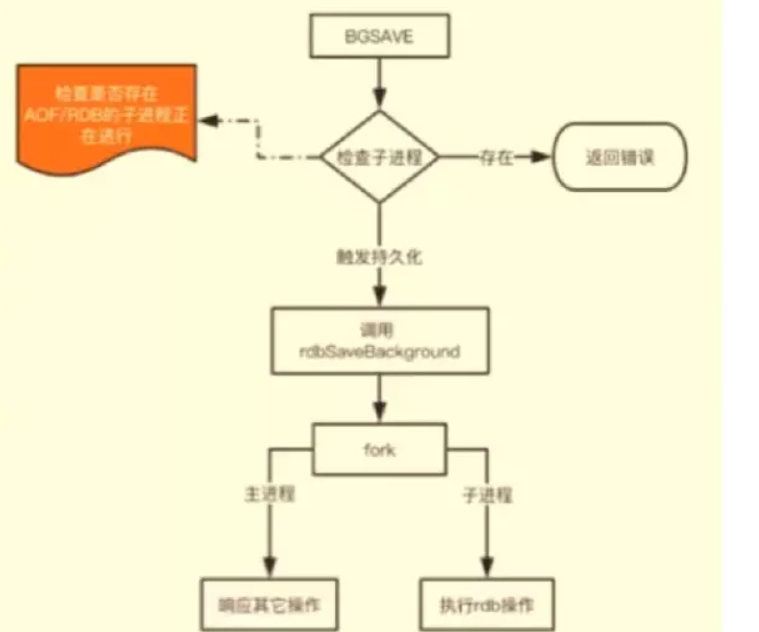 BGSAVE
检查是否存在
AOF/RDB的子进程正
在进行
检查子进程
存在
返回错误
触发持久化
调用
rdbSaveBackground
fork
主进程
子进程
响应其它操作
执行rdb操作